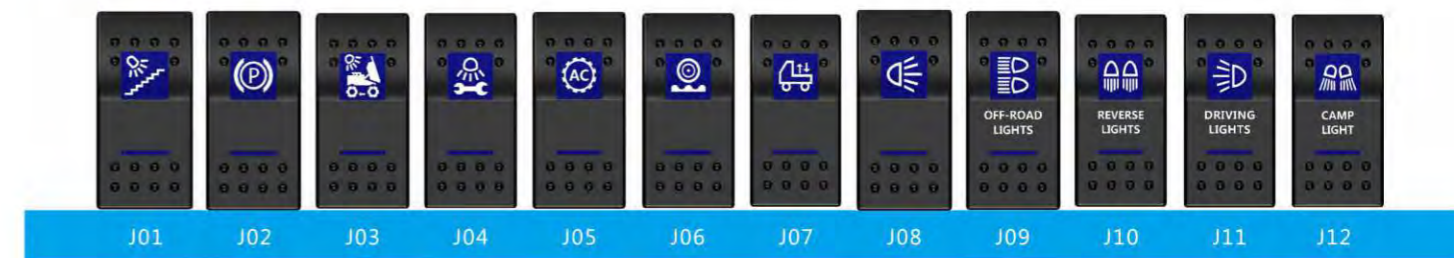 P
AC
OFF-ROAD
LIGHTS
REVERSE
LIGHTS
DRIVING
LIGHTS
CAMP
LIGHT
J01 J02 J03 J04 J05 J06 J07 J08 J09 J10 J11 J12